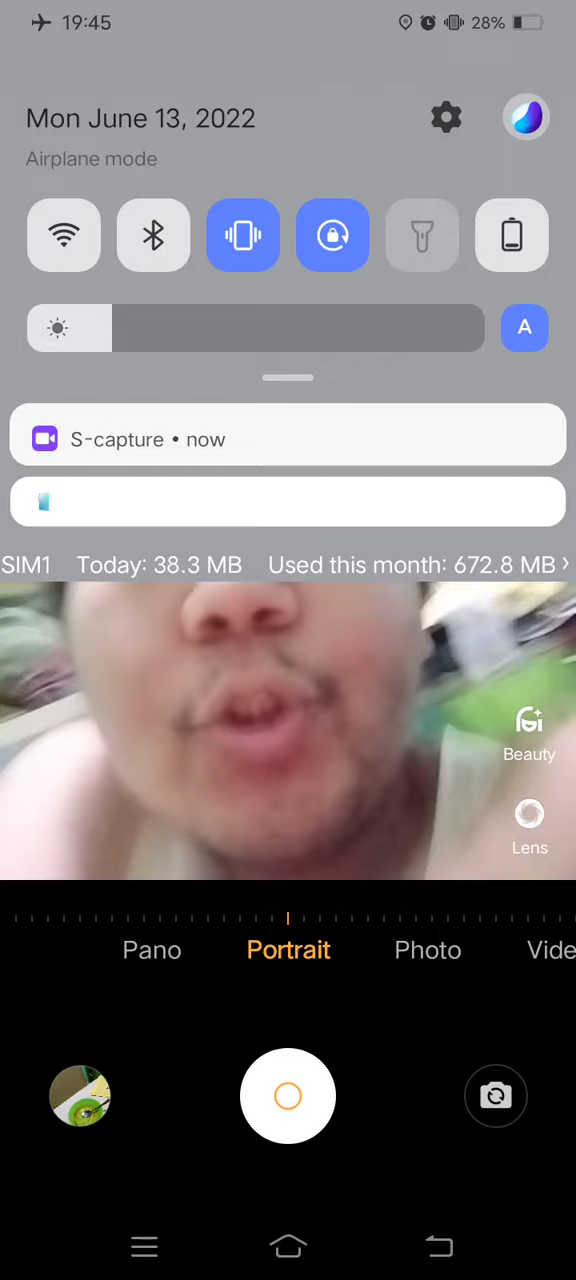 19:45 28%
Mon June 13, 2022
Airplane mode
A
S-capture • now
SIM1 Today: 38.3 MB Used this month: 672.8 MB ›
Beauty
Lens
Pano Portrait Photo Vide